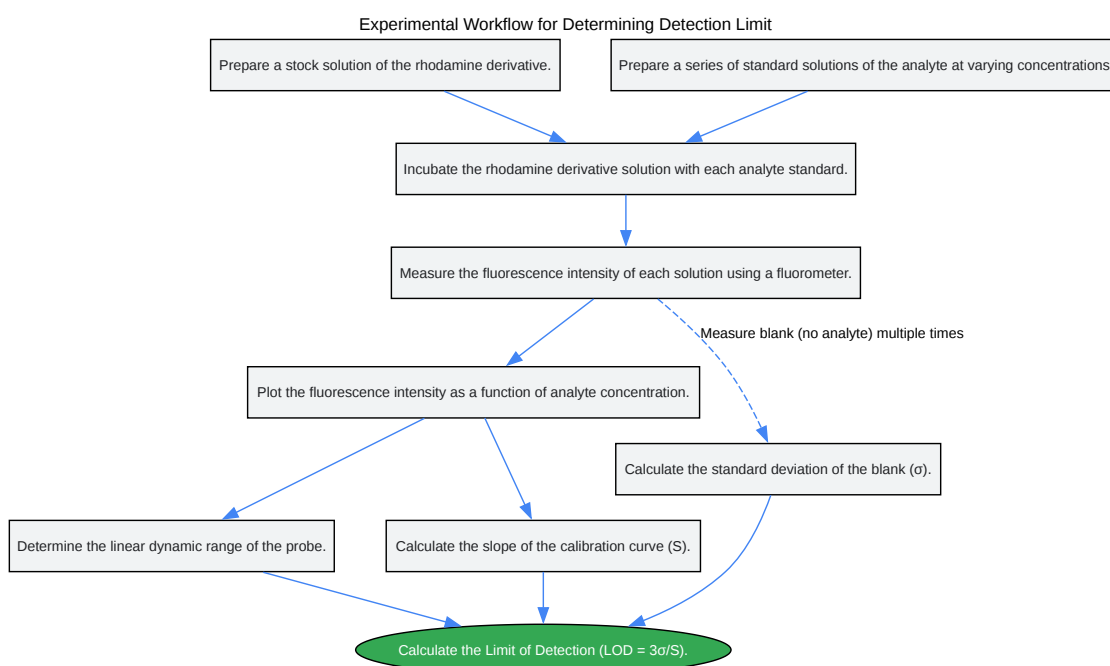 Experimental Workflow for Determining Detection Limit
Prepare a stock solution of the rhodamine derivative.
Prepare a series of standard solutions of the analyte at varying concentrations
Incubate the rhodamine derivative solution with each analyte standard.
Measure the fluorescence intensity of each solution using a fluorometer.
Measure blank (no analyte) multiple times
Plot the fluorescence intensity as a function of analyte concentration.
Calculate the standard deviation of the blank (σ).
Determine the linear dynamic range of the probe.
Calculate the slope of the calibration curve (S).
Calculate the Limit of Detection (LOD = 3σ/S).